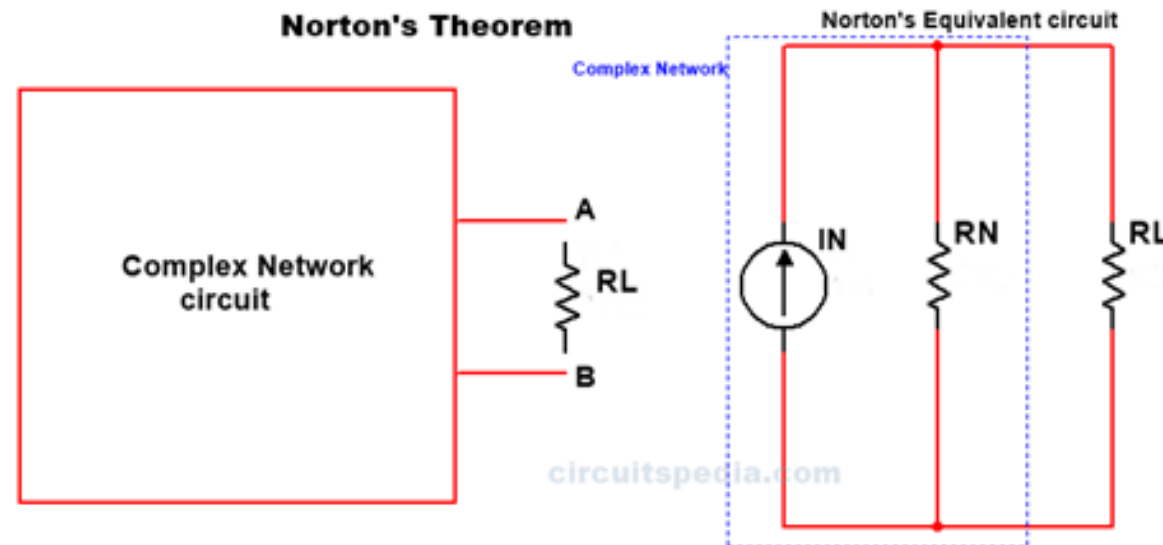 Norton's Theorem
Norton's Equivalent circuit
Complex Network
A
RL
B
Complex Network
circuit
IN
RN
RL
circuitspedia.com